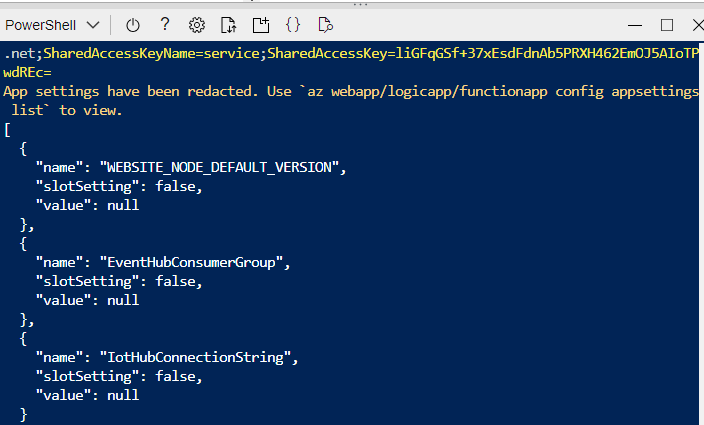 PowerShell
.net;SharedAccessKeyName=service;SharedAccessKey=liGFqGSf+37xEsdFdnAb5PRXH462EmOJ5AIoTP
wdREc=
App settings have been redacted. Use `az webapp/logicapp/functionapp config appsettings
 list` to view.
[
  {
    "name": "WEBSITE_NODE_DEFAULT_VERSION",
    "slotSetting": false,
    "value": null
  },
  {
    "name": "EventHubConsumerGroup",
    "slotSetting": false,
    "value": null
  },
  {
    "name": "IotHubConnectionString",
    "slotSetting": false,
    "value": null
  }